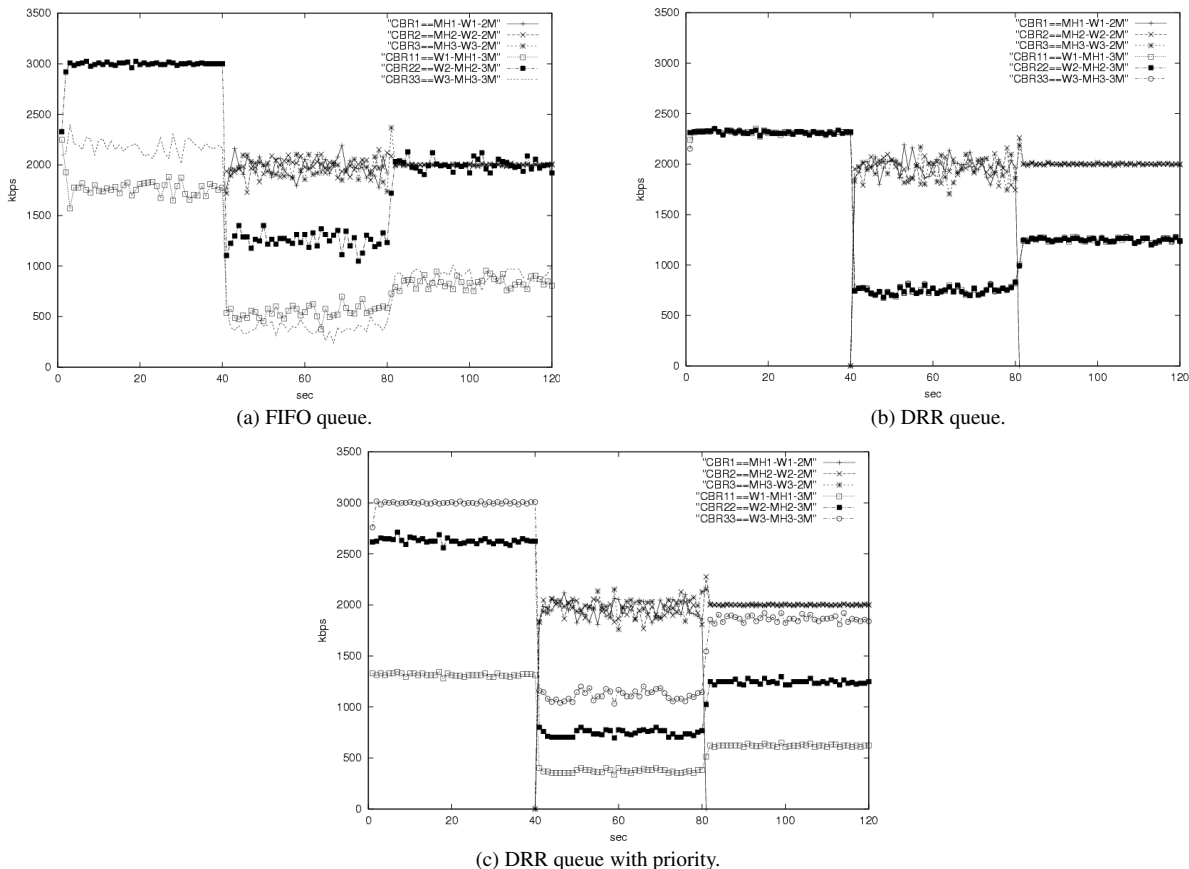 3500
3000
2500
2000
1500
1000
500
0
kbps
0
20
40
60
80
100
120
sec
"CBR1==MH1-W1-2M"
"CBR2==MH2-W2-2M"
"CBR3==MH3-W3-2M"
"CBR11==W1-MH1-3M"
"CBR22==W2-MH2-3M"
"CBR33==W3-MH3-3M"
(a) FIFO queue.
3500
3000
2500
2000
1500
1000
500
0
kbps
0
20
40
60
80
100
120
sec
"CBR1==MH1-W1-2M"
"CBR2==MH2-W2-2M"
"CBR3==MH3-W3-2M"
"CBR11==W1-MH1-3M"
"CBR22==W2-MH2-3M"
"CBR33==W3-MH3-3M"
(b) DRR queue.
3500
3000
2500
2000
1500
1000
500
0
kbps
0
20
40
60
80
100
120
sec
"CBR1==MH1-W1-2M"
"CBR2==MH2-W2-2M"
"CBR3==MH3-W3-2M"
"CBR11==W1-MH1-3M"
"CBR22==W2-MH2-3M"
"CBR33==W3-MH3-3M"
(c) DRR queue with priority.